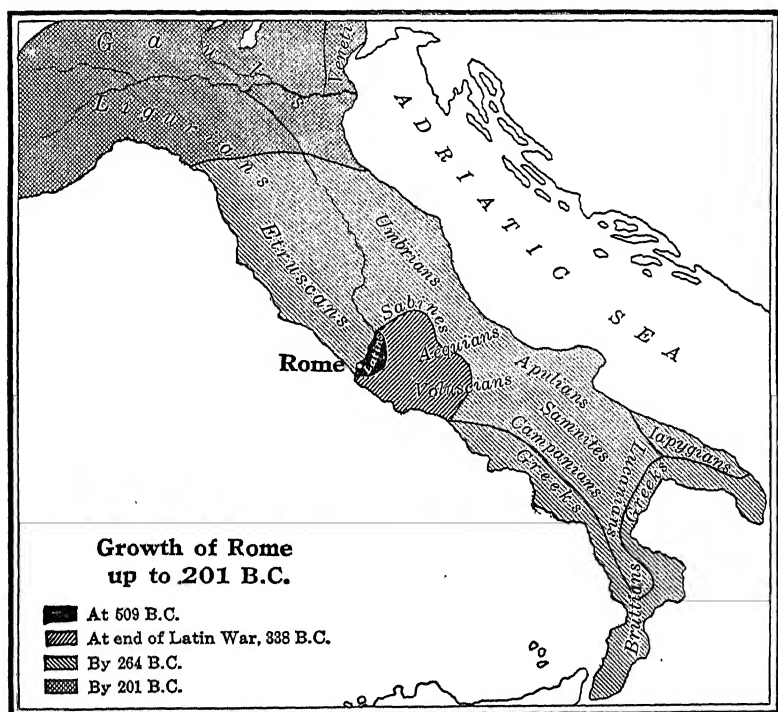 Gauls
Veneti
Ligurians
ADRIATIC SEA
Etruscans
Umbrians
Sabines
Latins
Rome
Aequians
Voluscians
Apulians
Samnites
Campanians
Greeks
Lucanians
Iapygians
Greeks
Bruttians
Growth of Rome
up to 201 B.C.
At 509 B.C.
At end of Latin War, 338 B.C.
By 264 B.C.
By 201 B.C.